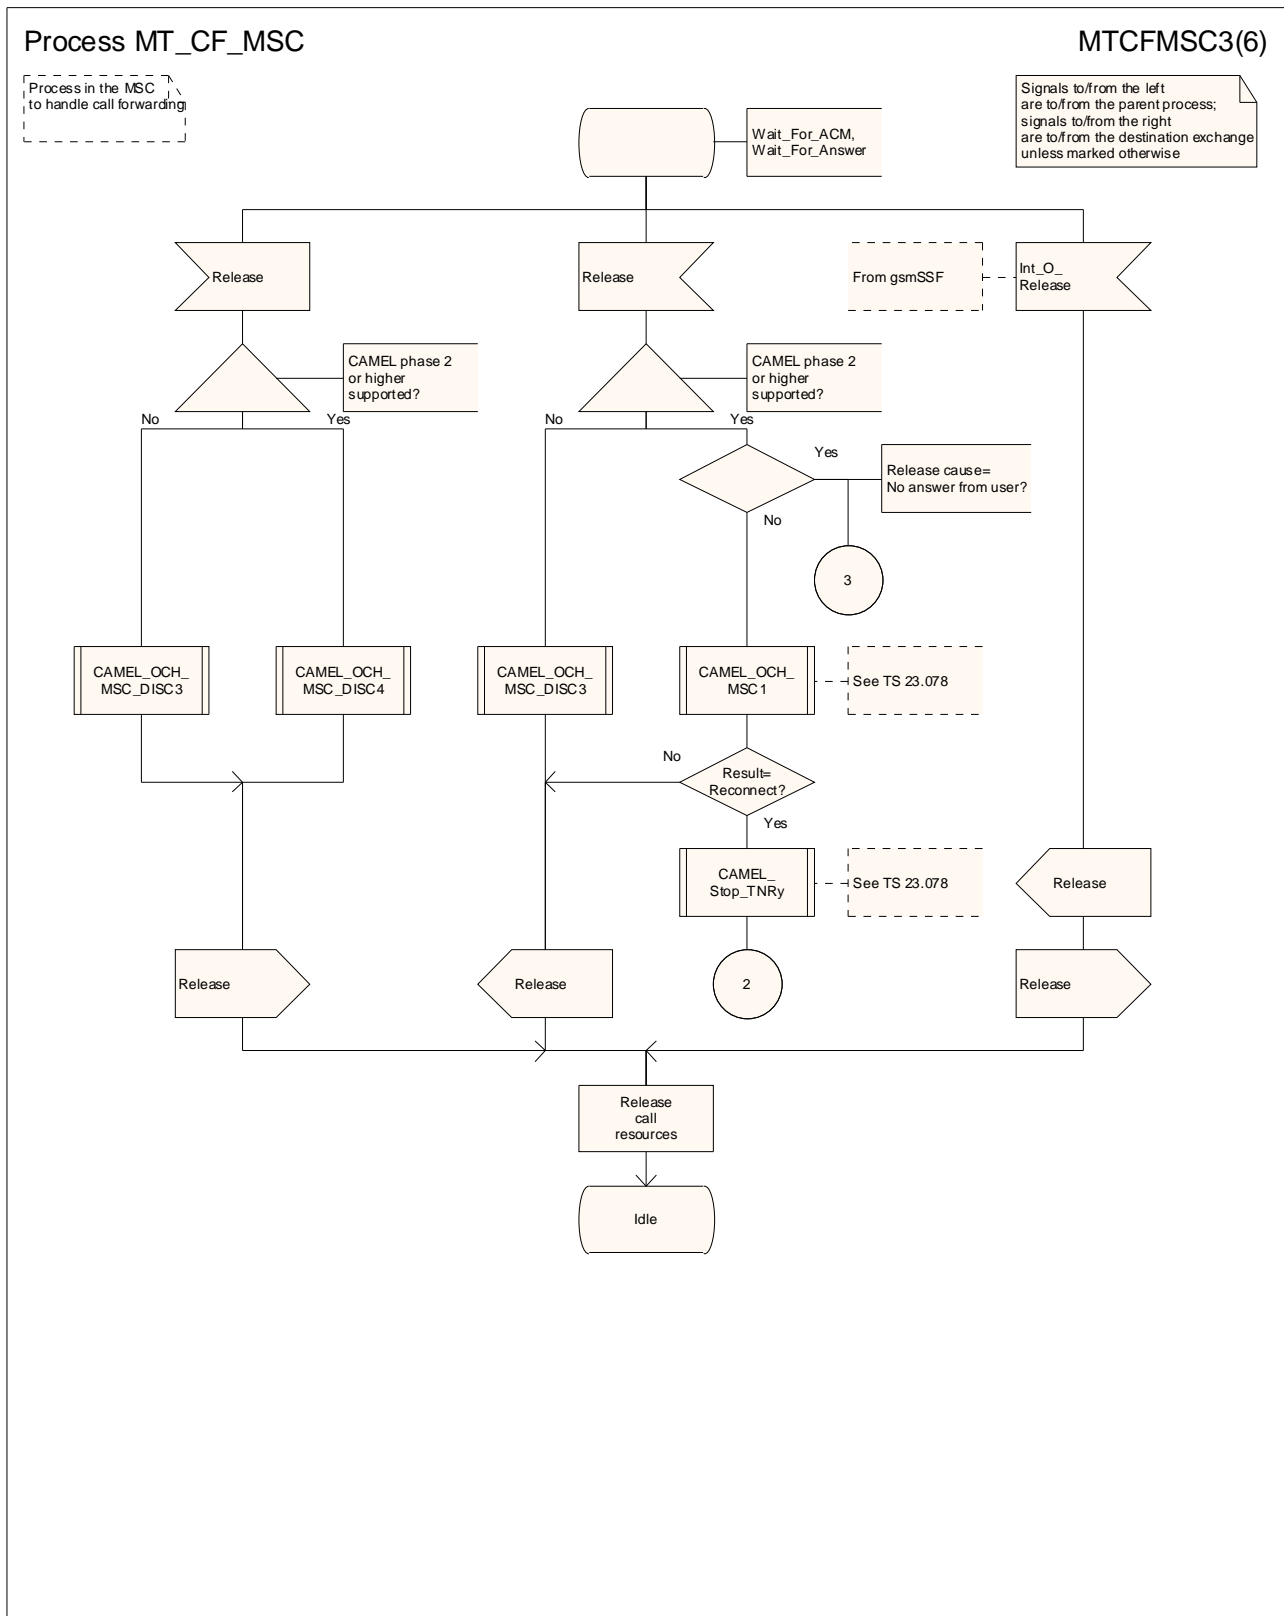 Process MT_CF_MSC
MTCFMSC3(6)
Process in the MSC
to handle call forwarding
Signals to/from the left
are to/from the parent process;
signals to/from the right
are to/from the destination exchange
unless marked otherwise
Wait_For_ACM,
Wait_For_Answer
Release
Release
From gsmSSF
Int_O_
Release
CAMEL phase 2
or higher
supported?
CAMEL phase 2
or higher
supported?
No
Yes
No
Yes
Yes
Release cause=
No answer from user?
No
3
CAMEL_OCH_
MSC_DISC3
CAMEL_OCH_
MSC_DISC4
CAMEL_OCH_
MSC_DISC3
CAMEL_OCH_
MSC1
See TS 23.078
No
Result=
Reconnect?
Yes
CAMEL_
Stop_TNRy
See TS 23.078
Release
Release
Release
2
Release
Release
call
resources
Idle